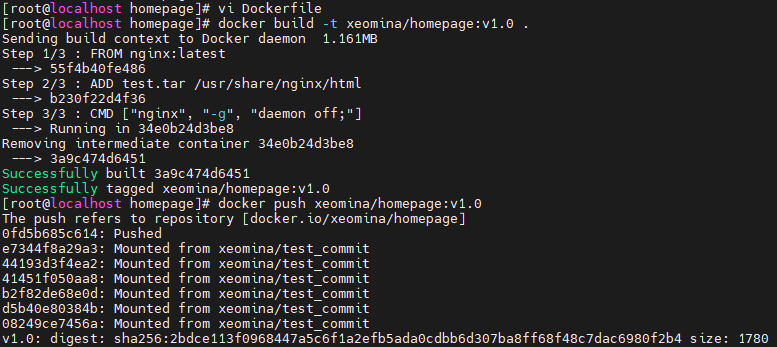 [root@localhost homepage]# vi Dockerfile
[root@localhost homepage]# docker build -t xeomina/homepage:v1.0 .
Sending build context to Docker daemon  1.161MB
Step 1/3 : FROM nginx:latest
 ---> 55f4b40fe486
Step 2/3 : ADD test.tar /usr/share/nginx/html
 ---> b230f22d4f36
Step 3/3 : CMD ["nginx", "-g", "daemon off;"]
 ---> Running in 34e0b24d3be8
Removing intermediate container 34e0b24d3be8
 ---> 3a9c474d6451
Successfully built 3a9c474d6451
Successfully tagged xeomina/homepage:v1.0
[root@localhost homepage]# docker push xeomina/homepage:v1.0
The push refers to repository [docker.io/xeomina/homepage]
0fd5b685c614: Pushed
e7344f8a29a3: Mounted from xeomina/test_commit
44193d3f4ea2: Mounted from xeomina/test_commit
41451f050aa8: Mounted from xeomina/test_commit
b2f82de68e0d: Mounted from xeomina/test_commit
d5b40e80384b: Mounted from xeomina/test_commit
08249ce7456a: Mounted from xeomina/test_commit
v1.0: digest: sha256:2bdce113f0968447a5c6f1a2efb5ada0cdbb6d307ba8ff68f48c7dac6980f2b4 size: 1780